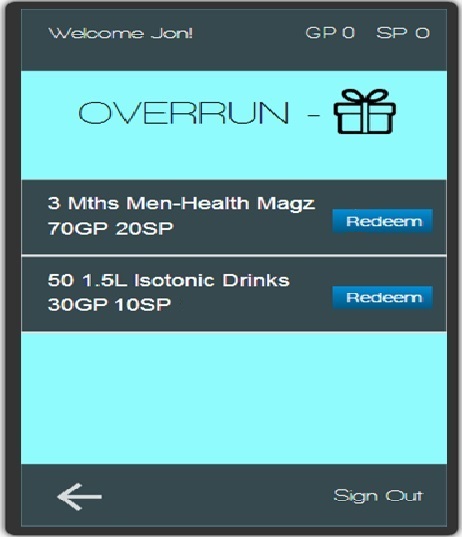 Welcome Jon! GP 0 SP 0
OVERRUN -
3 Mths Men-Health Magz
70GP 20SP
Redeem
50 1.5L Isotonic Drinks
30GP 10SP
Redeem
Sign Out